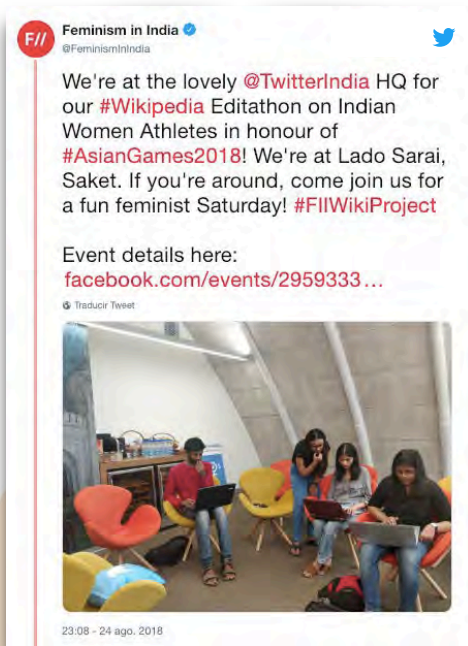 F//
Feminism in India
@FeminismInIndia
We're at the lovely @TwitterIndia HQ for
our #Wikipedia Editathon on Indian
Women Athletes in honour of
#AsianGames2018! We're at Lado Sarai,
Saket. If you're around, come join us for
a fun feminist Saturday! #FIIWikiProject
Event details here:
facebook.com/events/2959333...
Traducir Tweet
23:08 - 24 ago. 2018